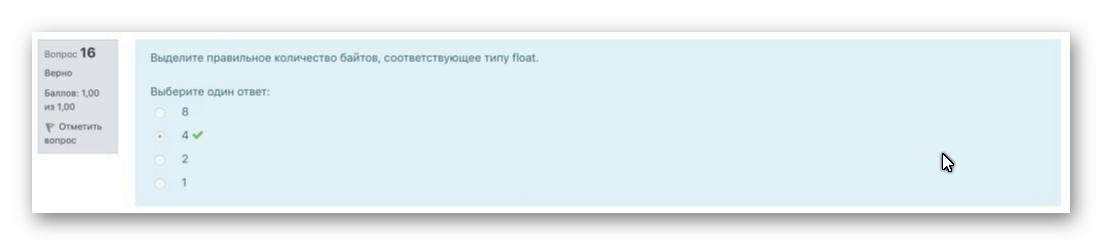 Вопрос 16
Верно
Баллов: 1,00
из 1,00
Отметить
вопрос
Выделите правильное количество байтов, соответствующее типу float.
Выберите один ответ:
8
4
2
1